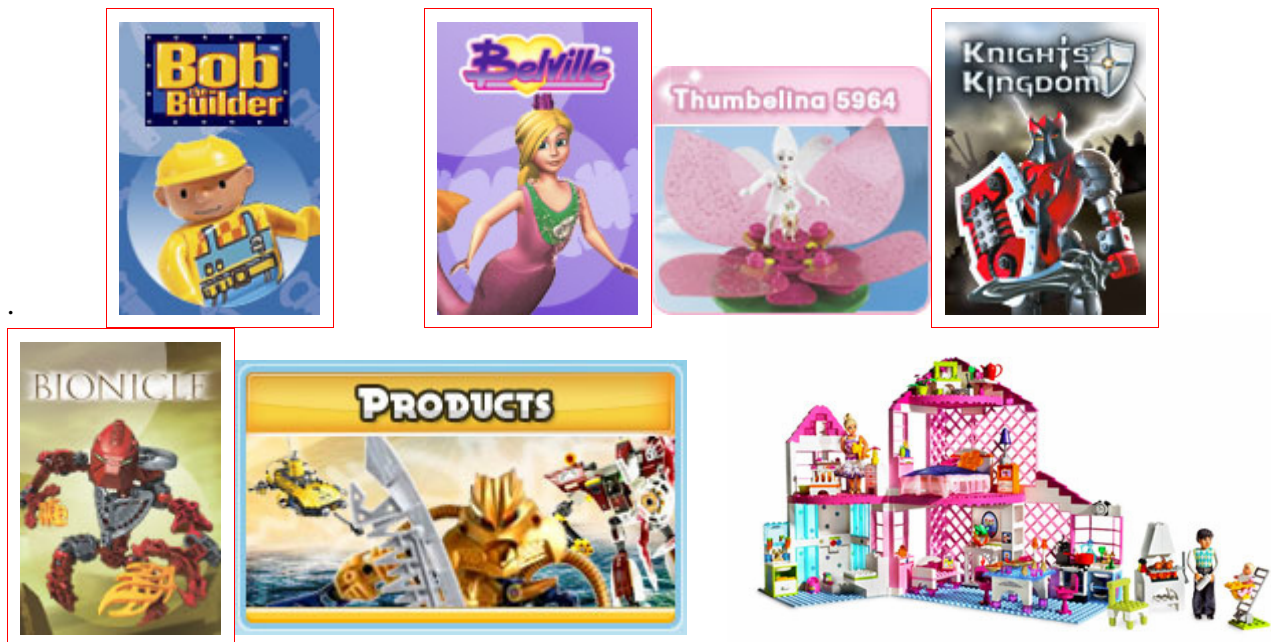 Bob
the
Builder
Belville
Thumbelina 5964
Knights'
Kingdom
.
BIONICLE
Products